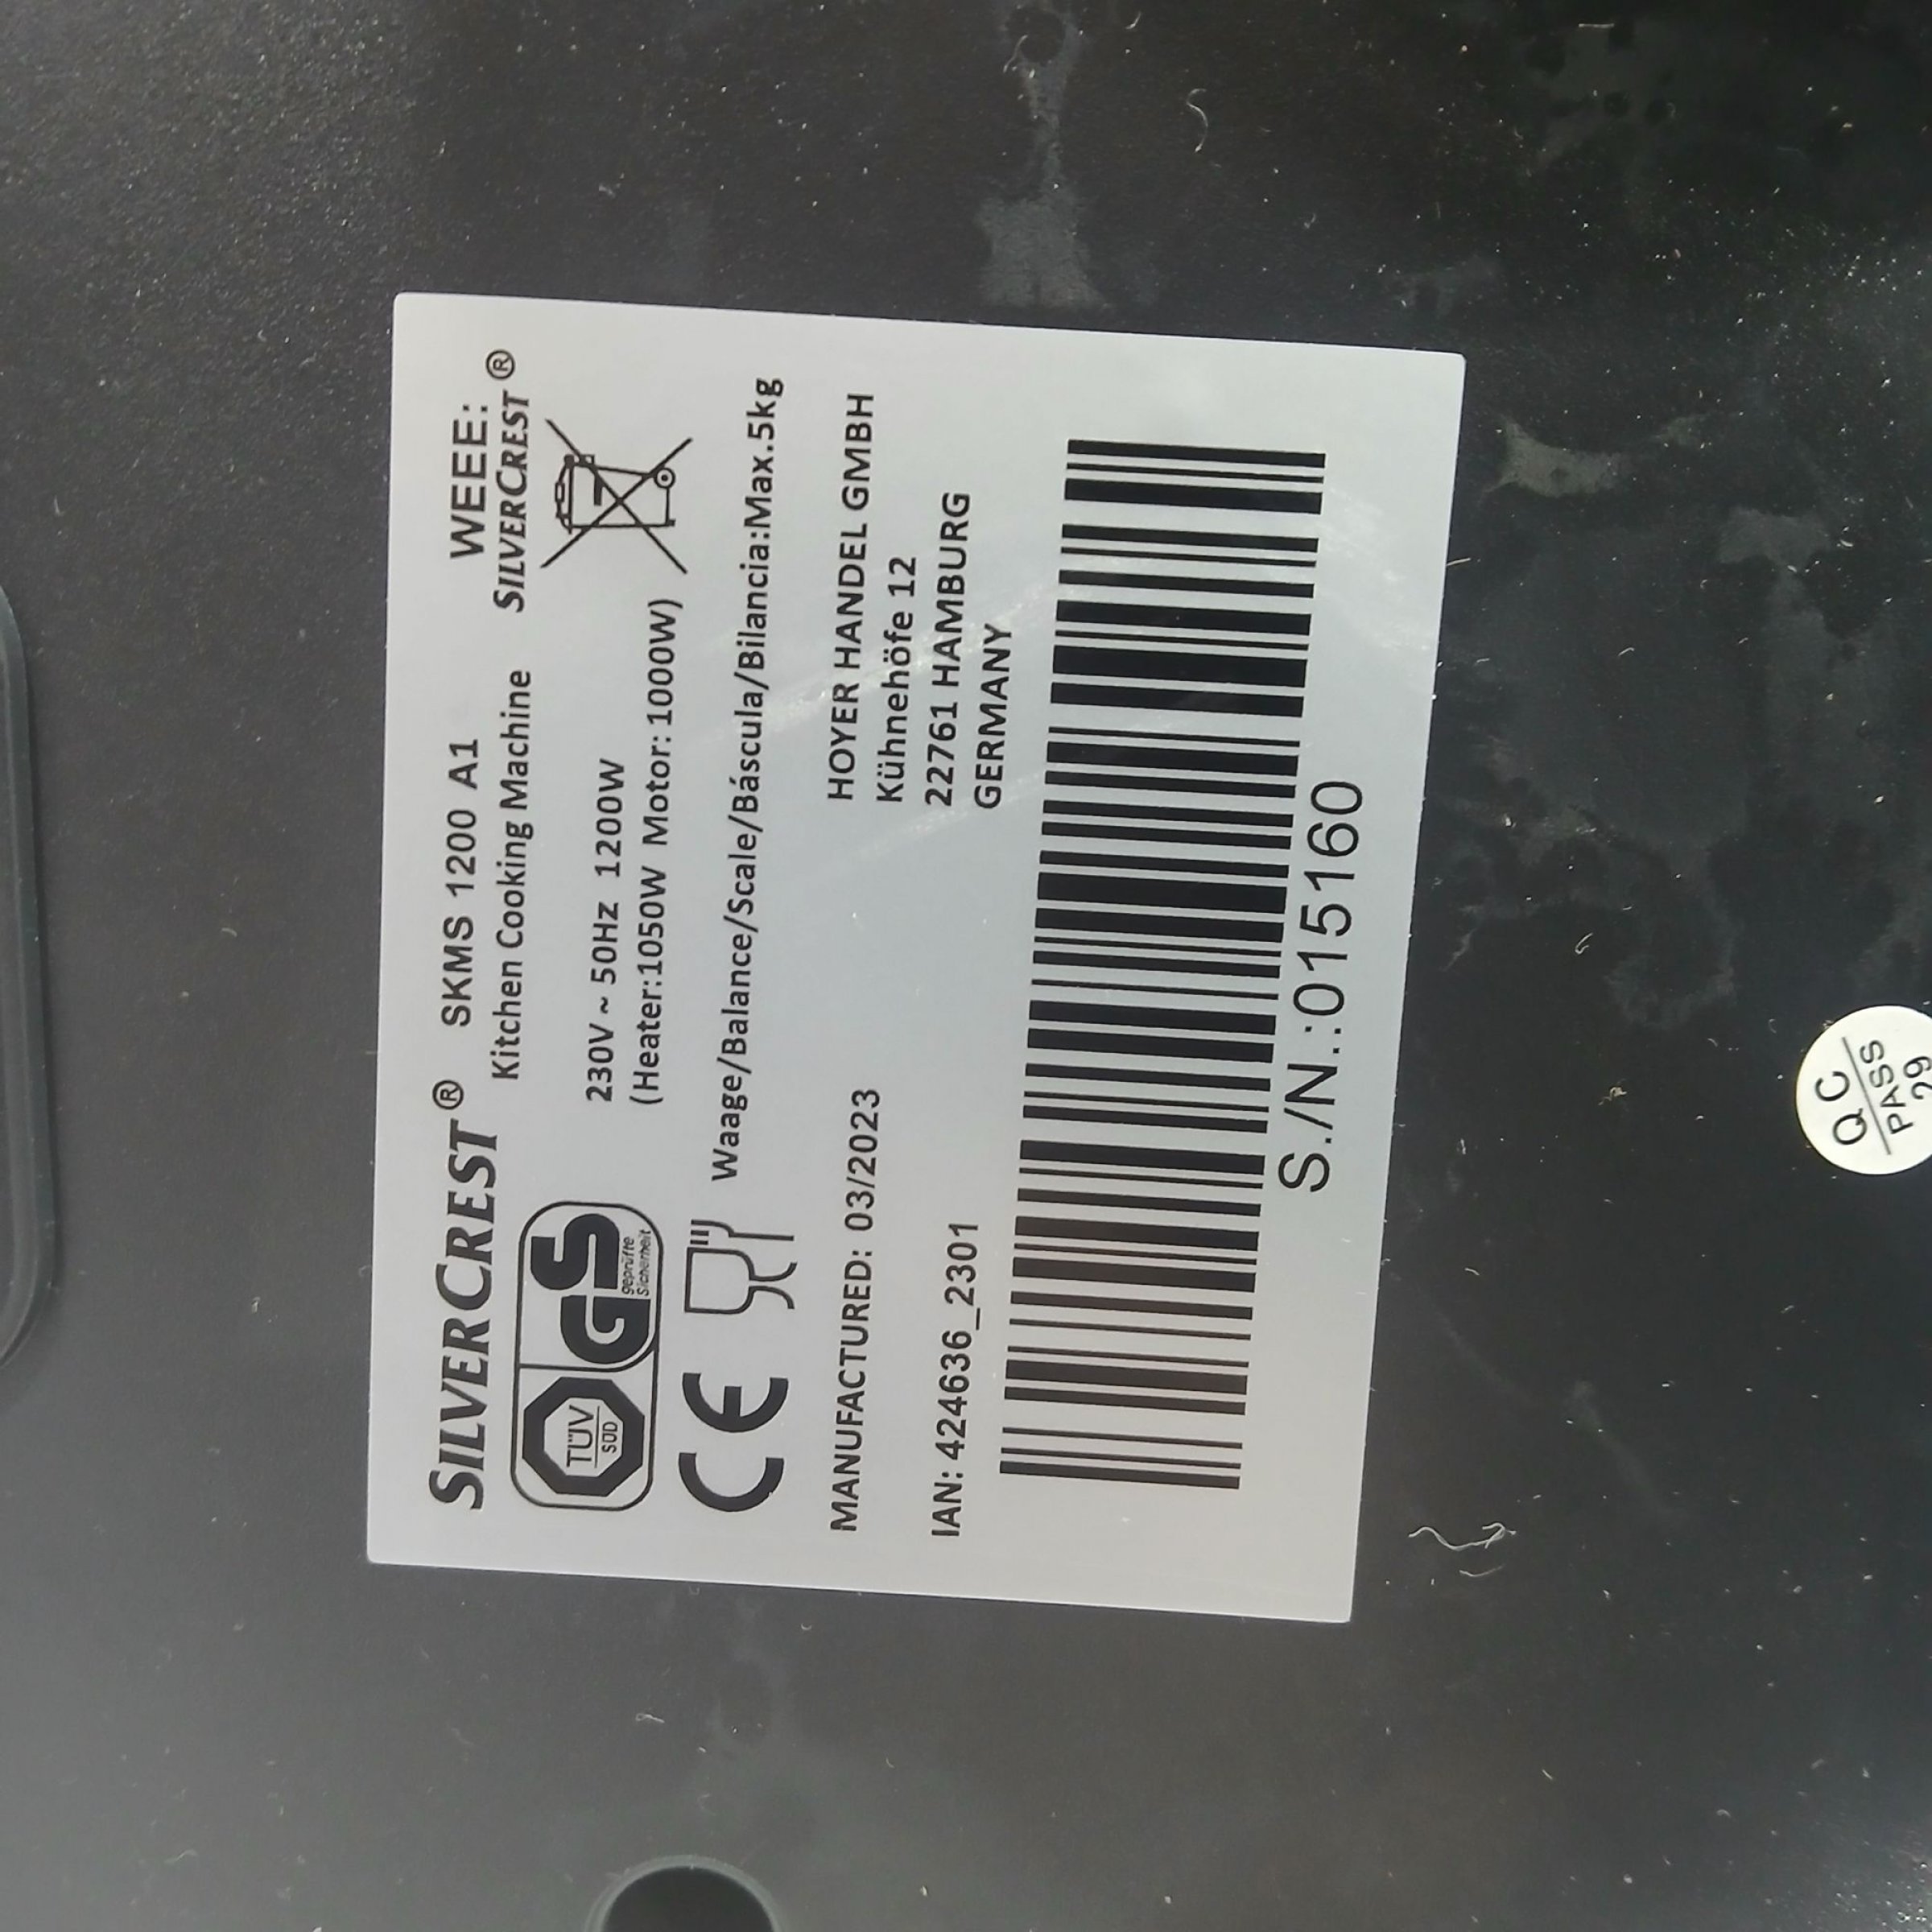 SILVERCREST® SKMS 1200 A1
Kitchen Cooking Machine
WEEE:
SILVERCREST®
TÜV
SÜD
GS
geprüfte
Sicherheit
230V ~ 50Hz 1200W
(Heater:1050W Motor: 1000W)
CE
Waage/Balance/Scale/Báscula/Bilancia:Max.5kg
MANUFACTURED: 03/2023
IAN: 424636_2301
HOYER HANDEL GMBH
Kühnehöfe 12
22761 HAMBURG
GERMANY
S./N.:015160
QC
PASS
29